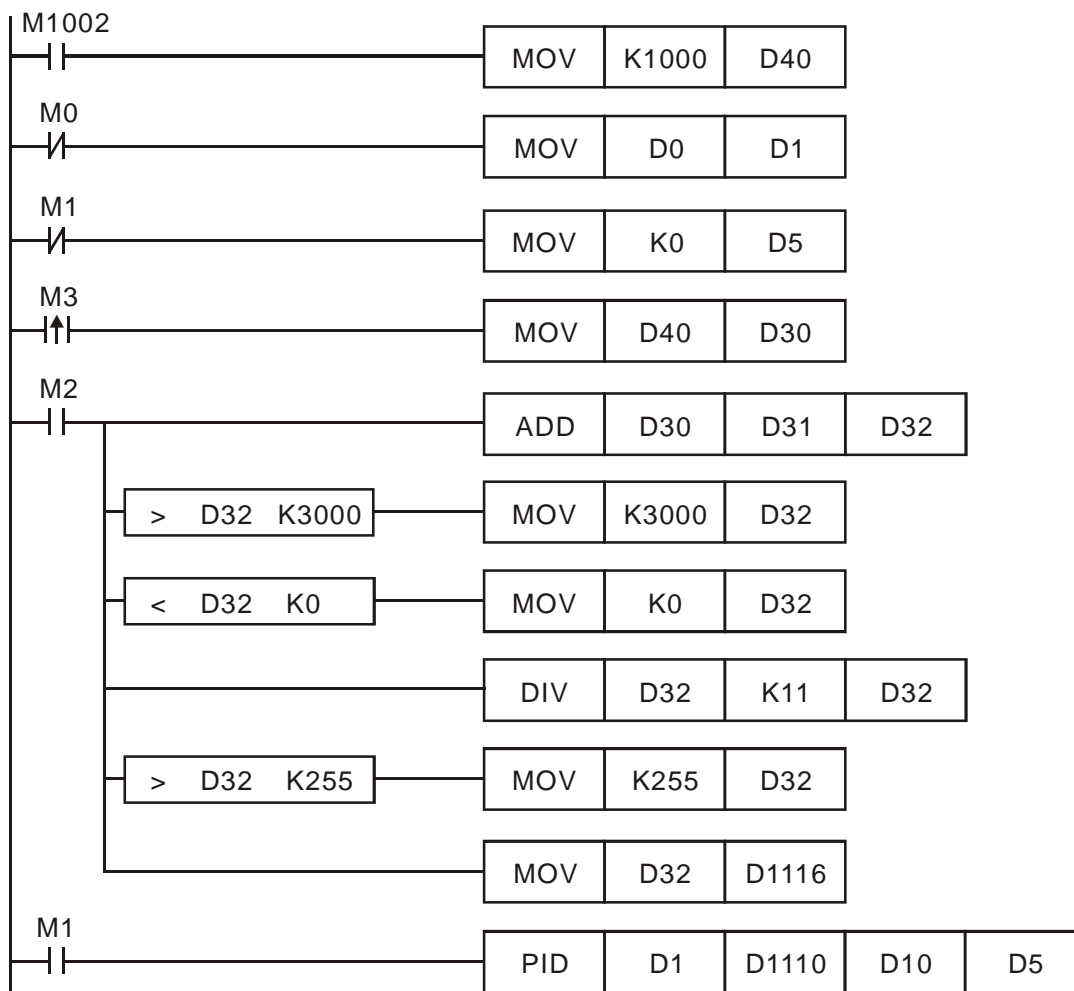 M1002
MOV K1000 D40
M0
MOV D0 D1
M1
MOV K0 D5
M3
MOV D40 D30
M2
ADD D30 D31 D32
> D32 K3000 MOV K3000 D32
< D32 K0 MOV K0 D32
DIV D32 K11 D32
> D32 K255 MOV K255 D32
MOV D32 D1116
M1
PID D1 D1110 D10 D5